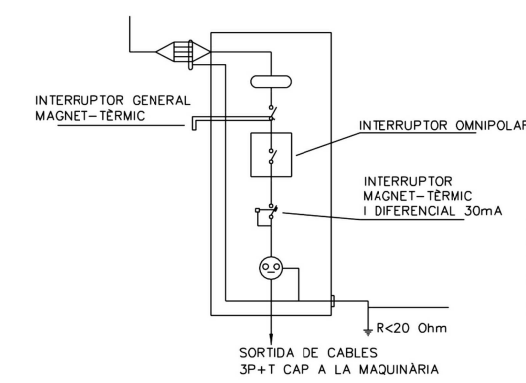 INTERRUPTOR GENERAL
MAGNET-TÈRMIC
INTERRUPTOR OMNIPOLAR
INTERRUPTOR
MAGNET-TÈRMIC
I DIFERENCIAL 30mA
R<20 Ohm
SORTIDA DE CABLES
3P+T CAP A LA MAQUINÀRIA